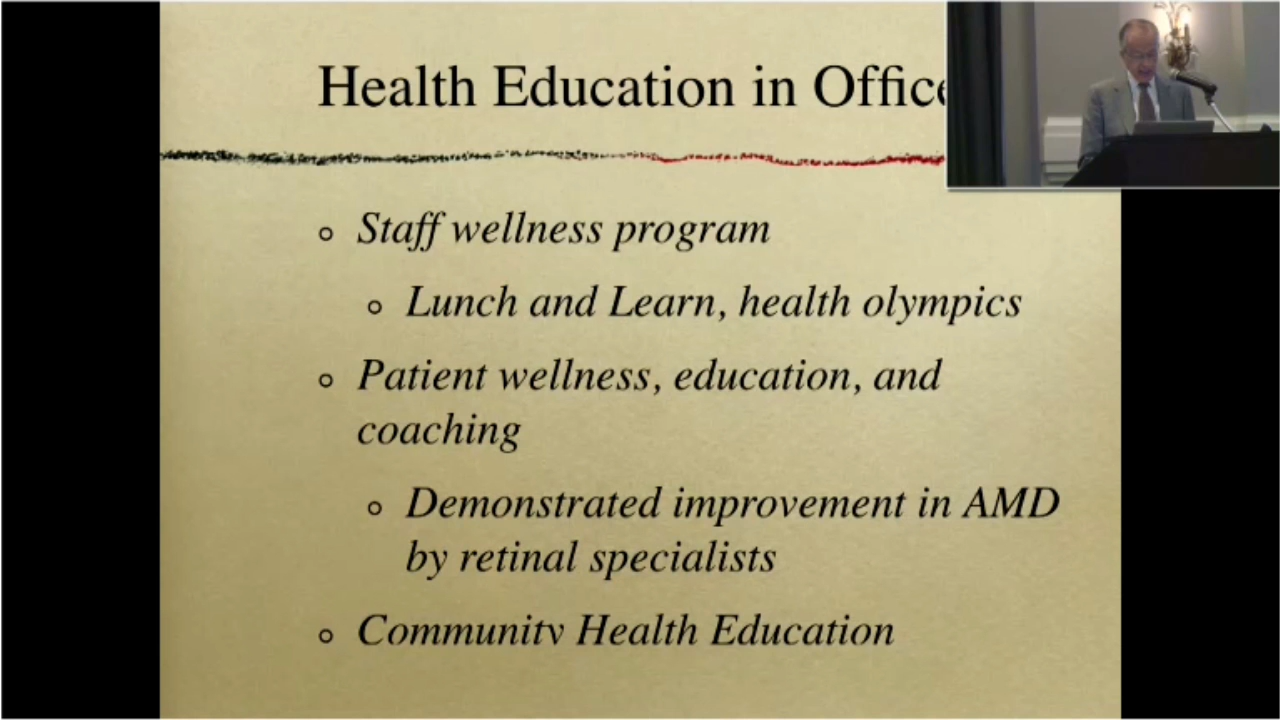 Health Education in Office
Staff wellness program
Lunch and Learn, health olympics
Patient wellness, education, and
coaching
Demonstrated improvement in AMD
by retinal specialists
Community Health Education